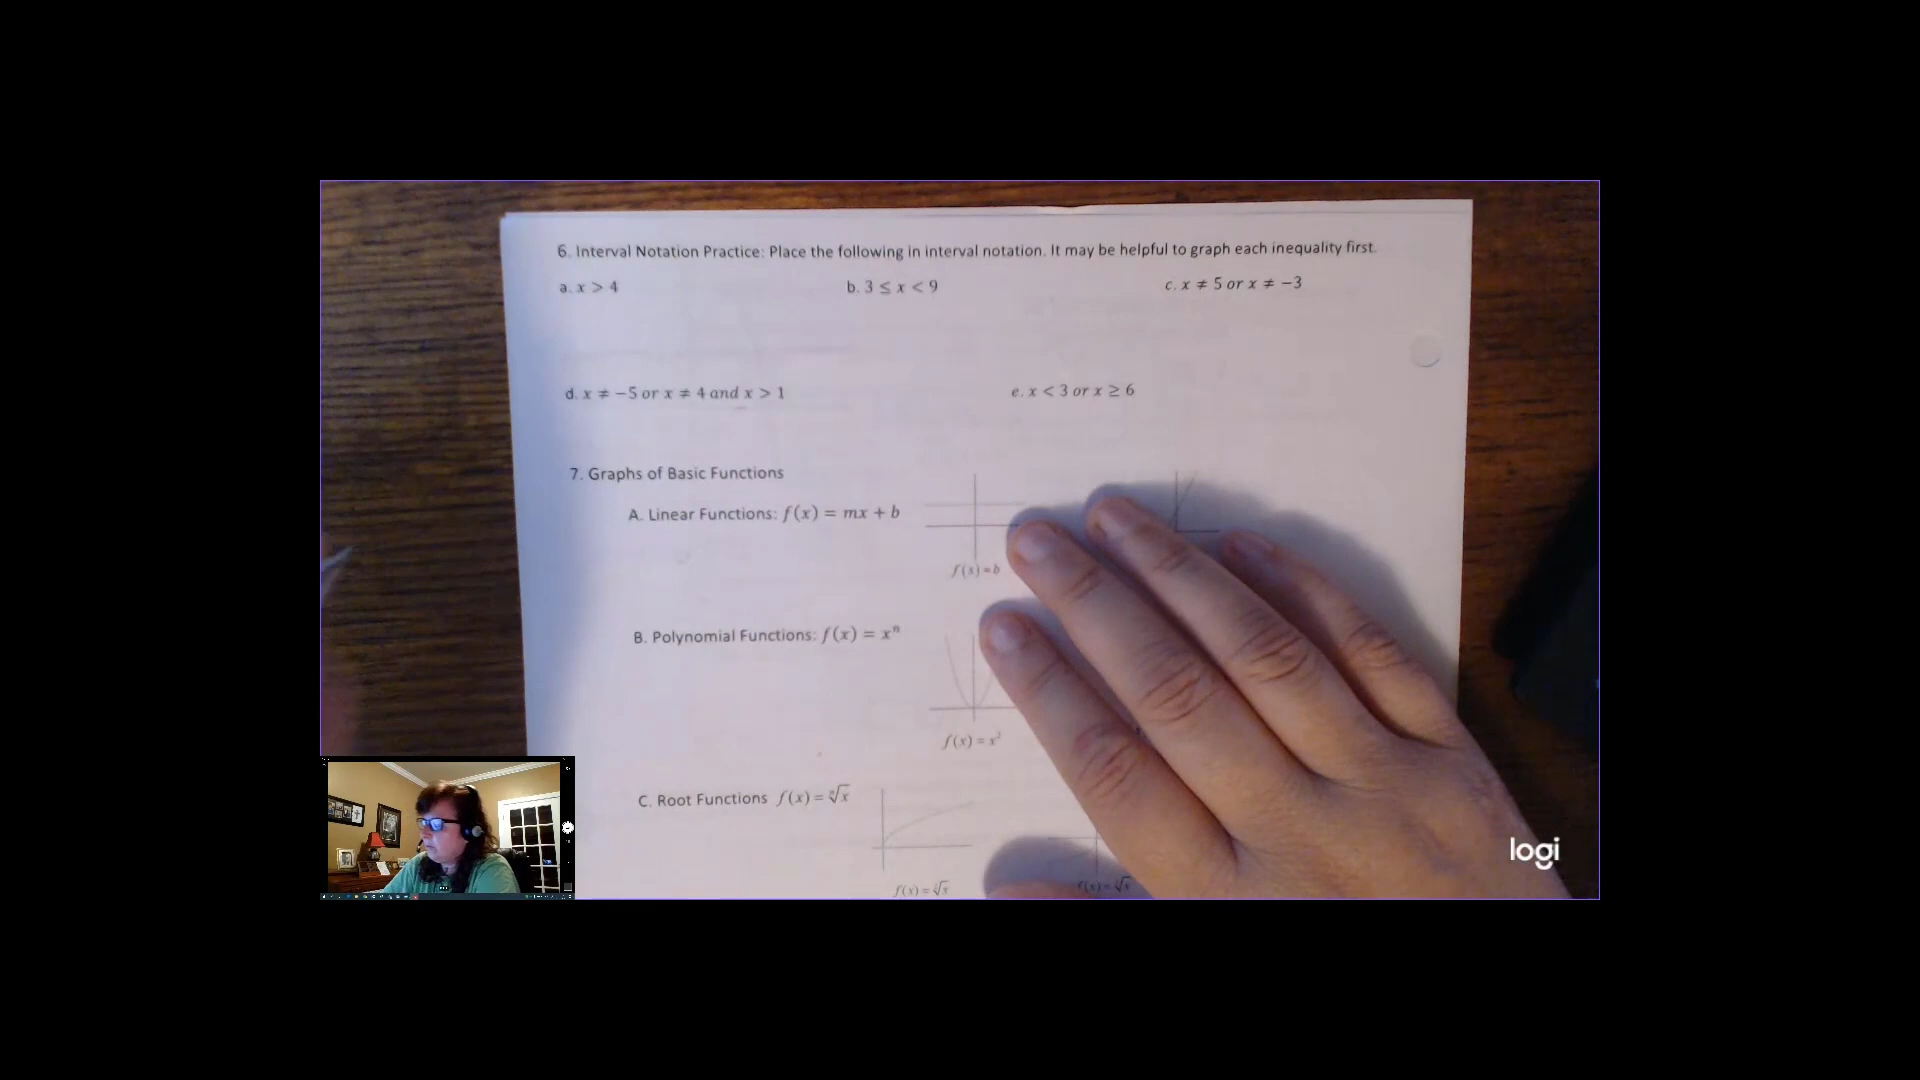 6. Interval Notation Practice: Place the following in interval notation. It may be helpful to graph each inequality first.
a. x > 4 b. 3 ≤ x < 9 c. x ≠ 5 or x ≠ −3
d. x ≠ −5 or x ≠ 4 and x > 1 e. x < 3 or x ≥ 6
7. Graphs of Basic Functions
A. Linear Functions: f(x) = mx + b
f(x) = b
B. Polynomial Functions: f(x) = xⁿ
f(x) = x²
C. Root Functions f(x) = ⁿ√x
logi